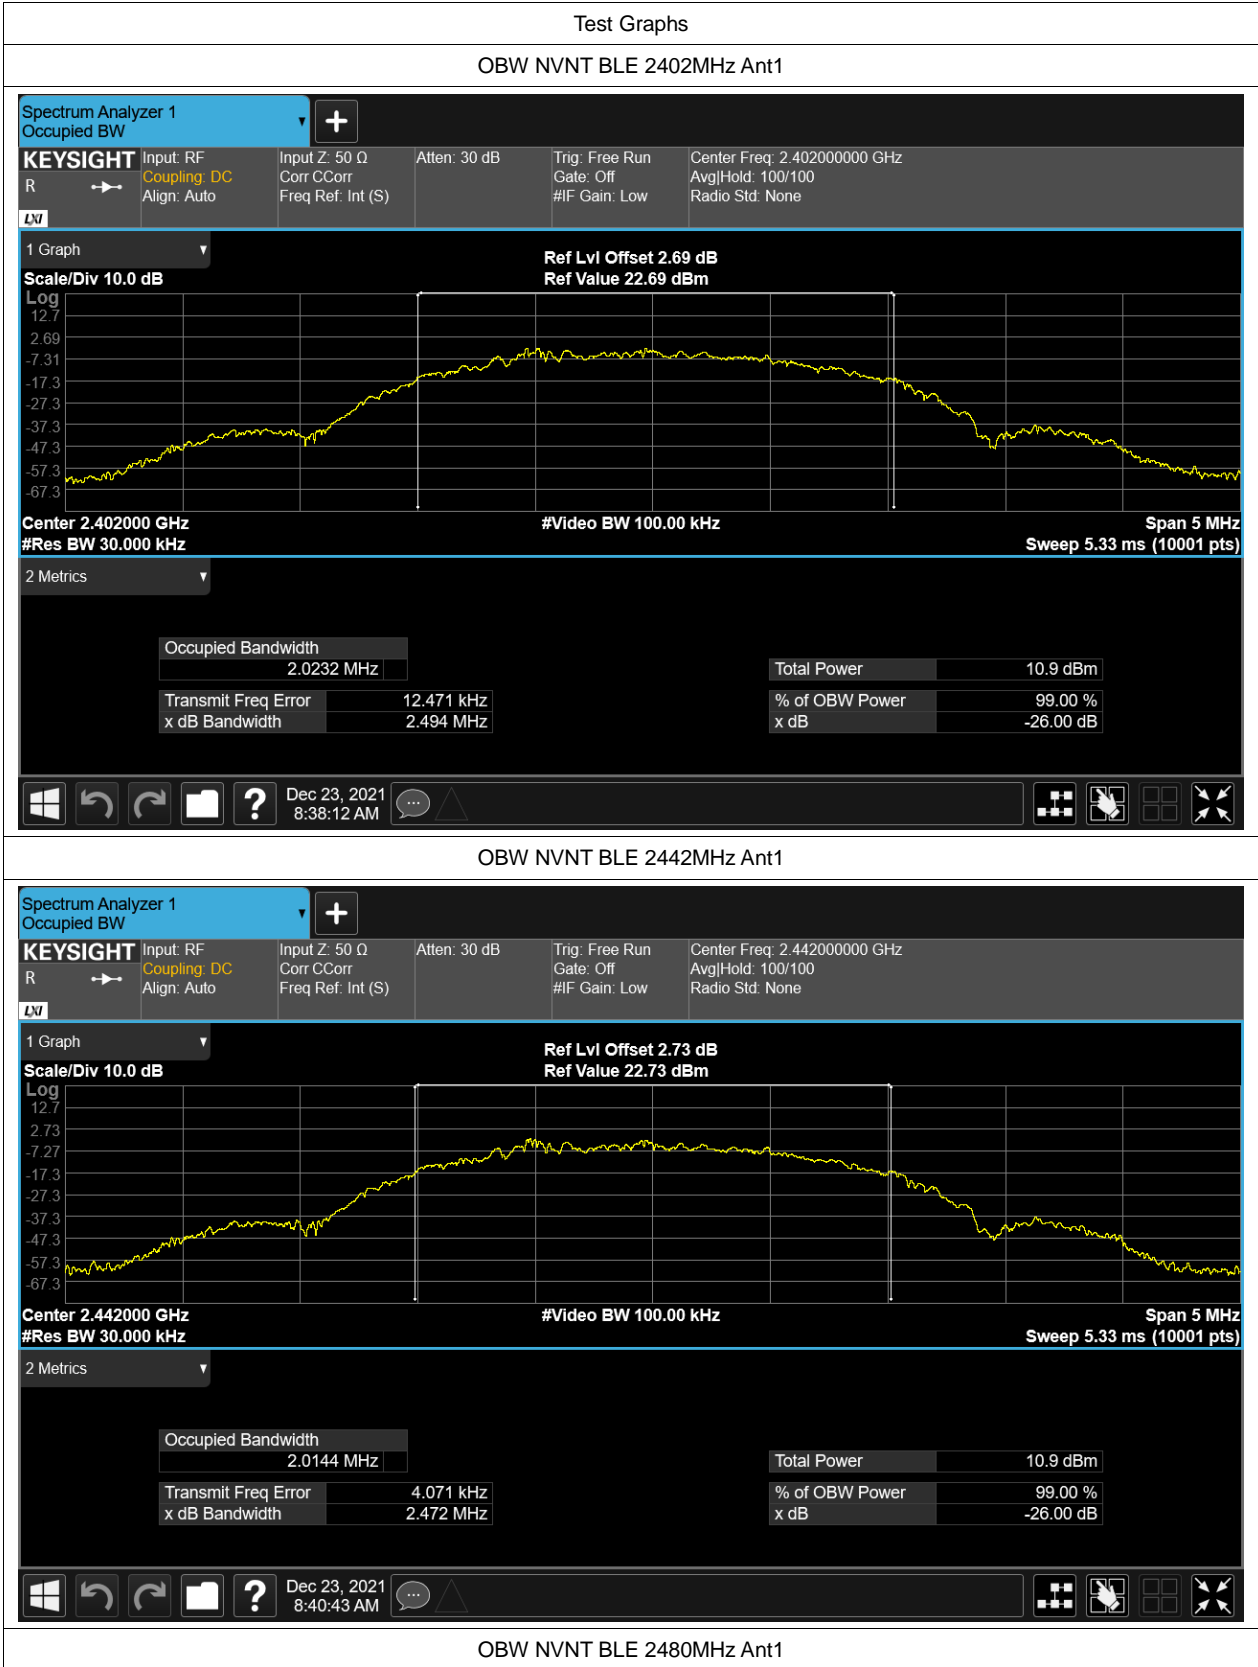 Test Graphs
OBW NVNT BLE 2402MHz Ant1
Spectrum Analyzer 1
Occupied BW
KEYSIGHT Input: RF Input Z: 50 Ω Atten: 30 dB Trig: Free Run Center Freq: 2.402000000 GHz
R Coupling: DC Corr CCorr Gate: Off Avg|Hold: 100/100
Align: Auto Freq Ref: Int (S) #IF Gain: Low Radio Std: None
LXI
1 Graph
Ref Lvl Offset 2.69 dB
Scale/Div 10.0 dB Ref Value 22.69 dBm
Log
12.7
2.69
-7.31
-17.3
-27.3
-37.3
-47.3
-57.3
-67.3
Center 2.402000 GHz #Video BW 100.00 kHz Span 5 MHz
#Res BW 30.000 kHz Sweep 5.33 ms (10001 pts)
2 Metrics
Occupied Bandwidth
2.0232 MHz Total Power 10.9 dBm
Transmit Freq Error 12.471 kHz % of OBW Power 99.00 %
x dB Bandwidth 2.494 MHz x dB -26.00 dB
? Dec 23, 2021
8:38:12 AM
OBW NVNT BLE 2442MHz Ant1
Spectrum Analyzer 1
Occupied BW
KEYSIGHT Input: RF Input Z: 50 Ω Atten: 30 dB Trig: Free Run Center Freq: 2.442000000 GHz
R Coupling: DC Corr CCorr Gate: Off Avg|Hold: 100/100
Align: Auto Freq Ref: Int (S) #IF Gain: Low Radio Std: None
LXI
1 Graph
Ref Lvl Offset 2.73 dB
Scale/Div 10.0 dB Ref Value 22.73 dBm
Log
12.7
2.73
-7.27
-17.3
-27.3
-37.3
-47.3
-57.3
-67.3
Center 2.442000 GHz #Video BW 100.00 kHz Span 5 MHz
#Res BW 30.000 kHz Sweep 5.33 ms (10001 pts)
2 Metrics
Occupied Bandwidth
2.0144 MHz Total Power 10.9 dBm
Transmit Freq Error 4.071 kHz % of OBW Power 99.00 %
x dB Bandwidth 2.472 MHz x dB -26.00 dB
? Dec 23, 2021
8:40:43 AM
OBW NVNT BLE 2480MHz Ant1